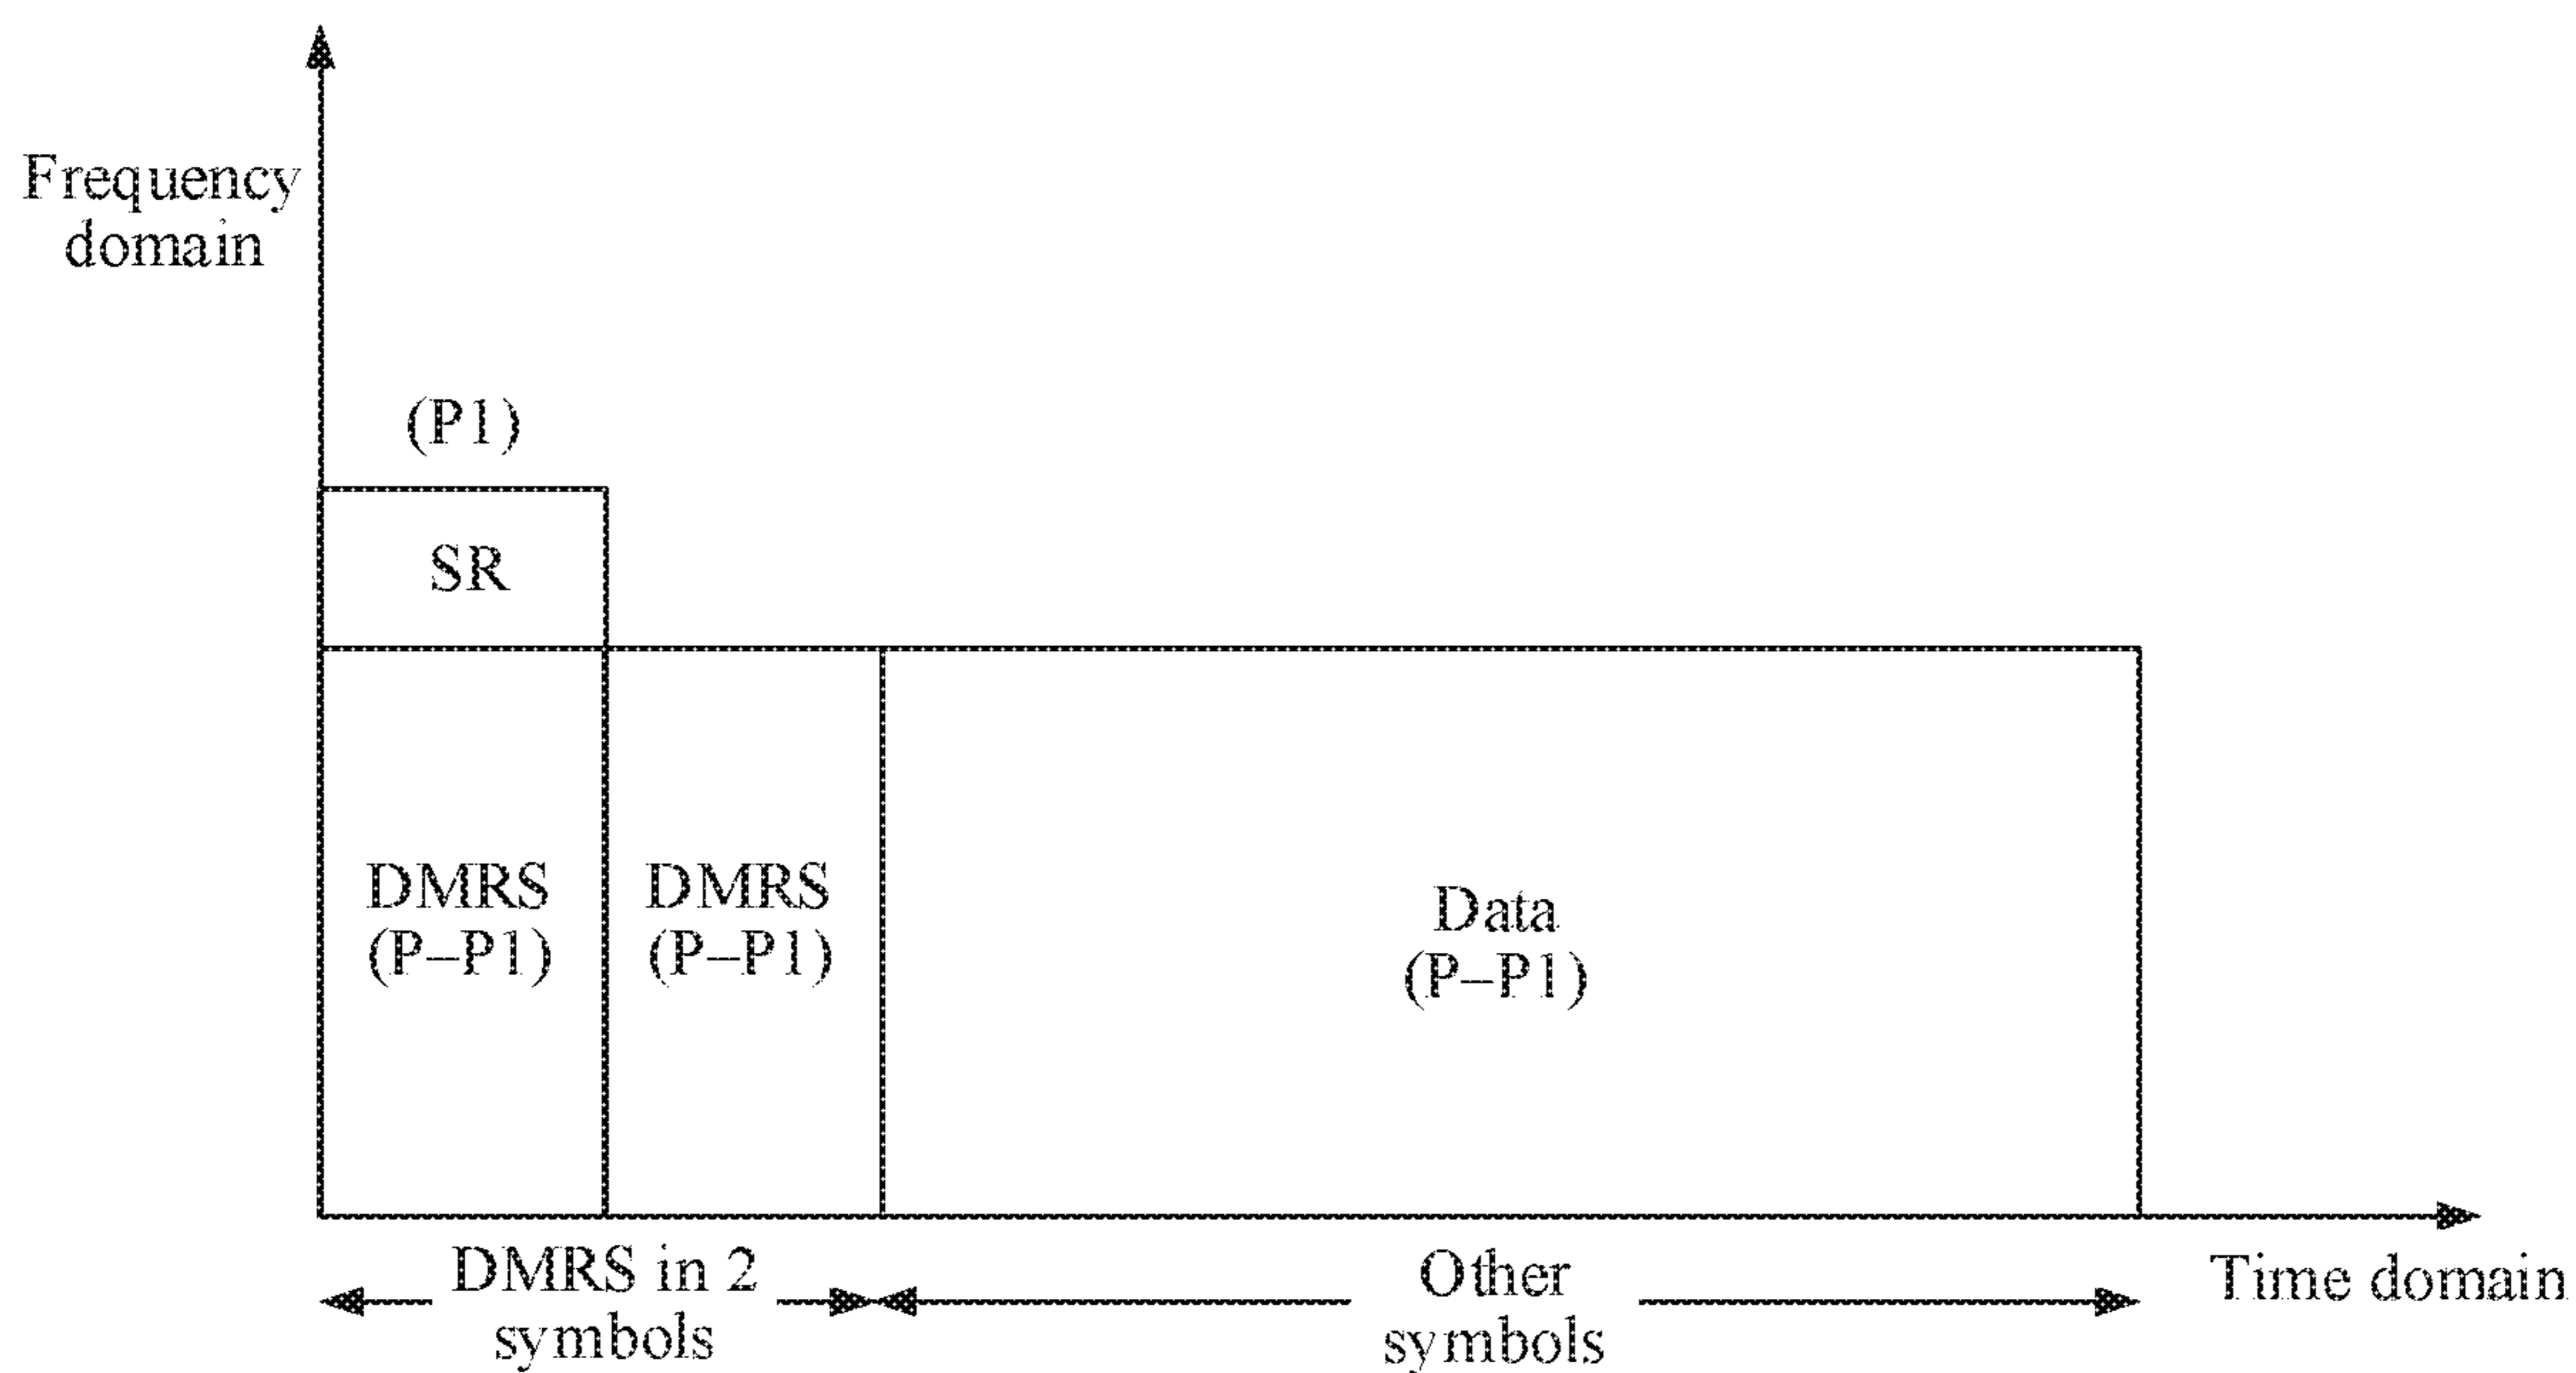 Frequency
domain
(P1)
SR
DMRS
(P–P1)
DMRS
(P–P1)
Data
(P–P1)
DMRS in 2
symbols
Other
symbols
Time domain